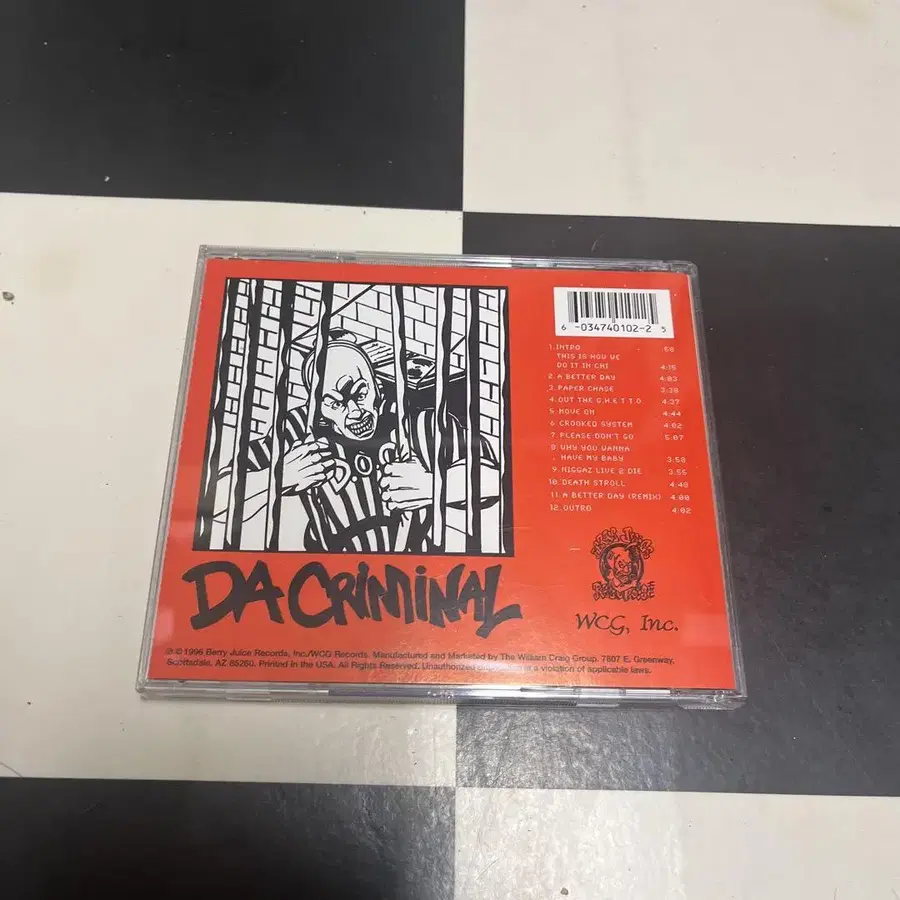 6 034740102-2 5
1. INTRO :50
THIS IS HOW WE
DO IT IN CHI 4:15
2. A BETTER DAY 4:03
3. PAPER CHASE 3:38
4. OUT THE G.H.E.T.T.O. 4:37
5. MOVE ON 4:44
6. CROOKED SYSTEM 4:02
7. PLEASE DON'T GO 5:07
8. WHY YOU WANNA
HAVE MY BABY 3:58
9. NIGGAZ LIVE 2 DIE 3:55
10. DEATH STROLL 4:48
11. A BETTER DAY (REMIX) 4:00
12. OUTRO 4:02
D.O.C
DA CRIMINAL
WCG, Inc.
℗ © 1996 Berry Juice Records, Inc./WCG Records. Manufactured and Marketed by The William Craig Group. 7607 E. Greenway,
Scottsdale, AZ 85260. Printed in the USA. All Rights Reserved. Unauthorized is a violation of applicable laws.